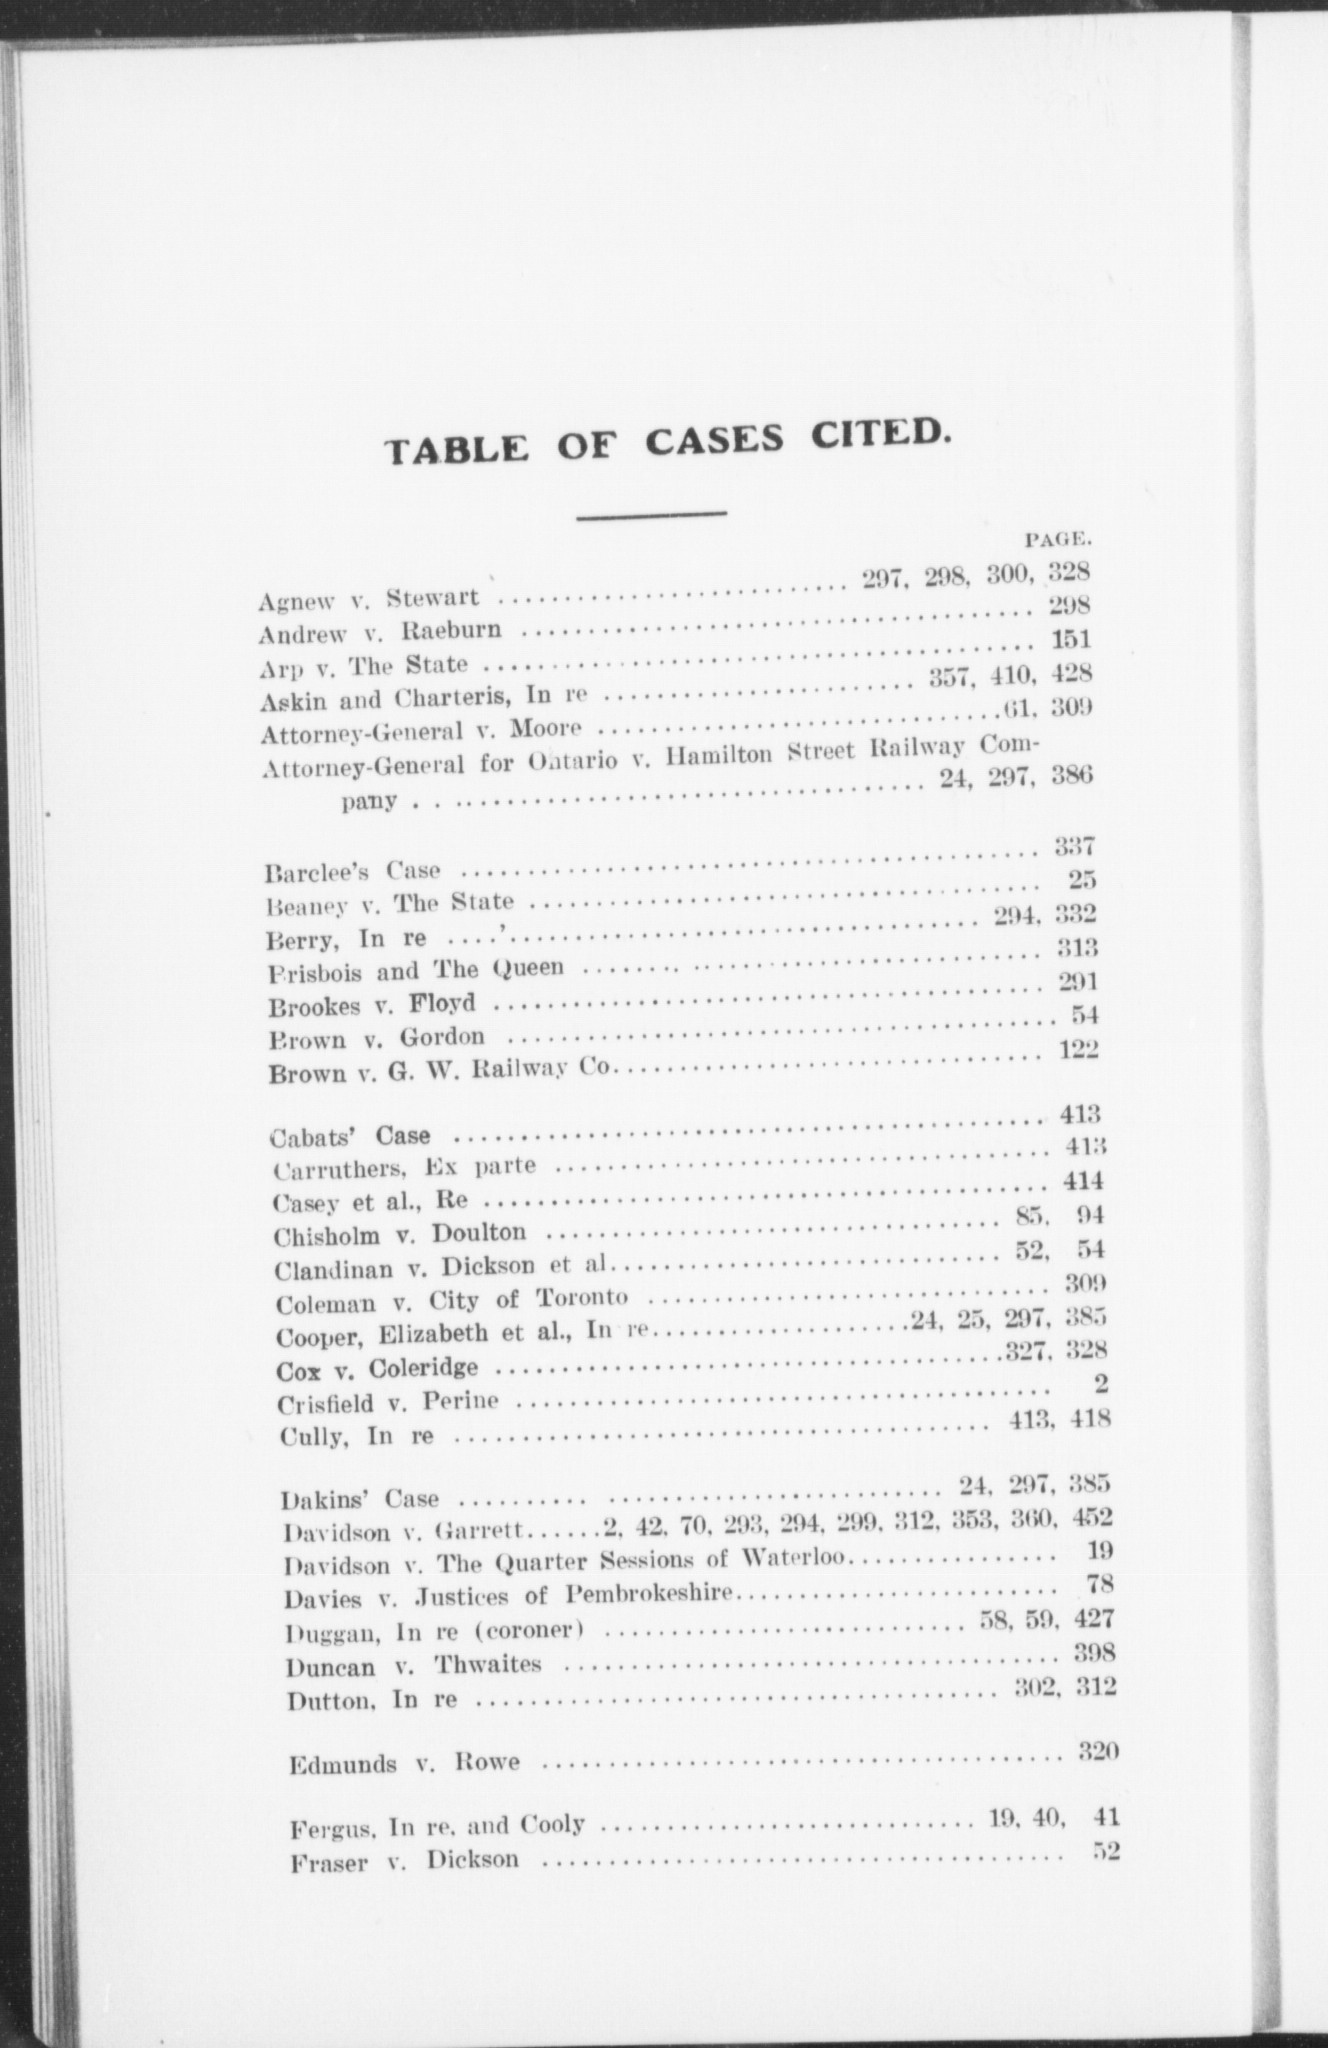 TABLE OF CASES CITED.
PAGE.
Agnew v. Stewart ........................... 297, 298, 300, 328
Andrew v. Raeburn ....................................... 298
Arp v. The State .......................................... 151
Askin and Charteris, In re ........................ 357, 410, 428
Attorney-General v. Moore ...............................61, 309
Attorney-General for Ontario v. Hamilton Street Railway Com-
pany . . .................................... 24, 297, 386
Barclee's Case ............................................ 337
Beaney v. The State ....................................... 25
Berry, In re ....'.................................... 294, 332
Brisbois and The Queen ........ ........................... 313
Brookes v. Floyd .......................................... 291
Brown v. Gordon .......................................... 54
Brown v. G. W. Railway Co................................. 122
Cabats' Case ............................................. 413
Carruthers, Ex parte ...................................... 413
Casey et al., Re ........................................... 414
Chisholm v. Doulton ................................... 85, 94
Clandinan v. Dickson et al.............................. 52, 54
Coleman v. City of Toronto ............................... 309
Cooper, Elizabeth et al., In re....................24, 25, 297, 385
Cox v. Coleridge .......................................327, 328
Crisfield v. Perine ......................................... 2
Cully, In re .......................................... 413, 418
Dakins' Case .......... .......................... 24, 297, 385
Davidson v. Garrett......2, 42, 70, 293, 294, 299, 312, 353, 360, 452
Davidson v. The Quarter Sessions of Waterloo................ 19
Davies v. Justices of Pembrokeshire......................... 78
Duggan, In re (coroner) ............................ 58, 59, 427
Duncan v. Thwaites ...................................... 398
Dutton, In re ........................................ 302, 312
Edmunds v. Rowe ........................................ 320
Fergus, In re, and Cooly ............................. 19, 40, 41
Fraser v. Dickson ........................................ 52